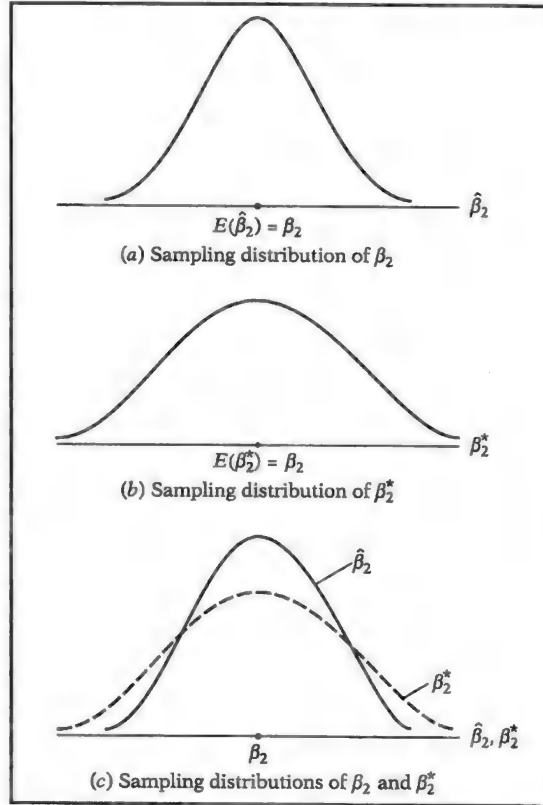 β̂₂
E(β̂₂) = β₂
(a) Sampling distribution of β₂
β₂*
E(β₂*) = β₂
(b) Sampling distribution of β₂*
β̂₂
β₂*
β̂₂, β₂*
β₂
(c) Sampling distributions of β₂ and β₂*